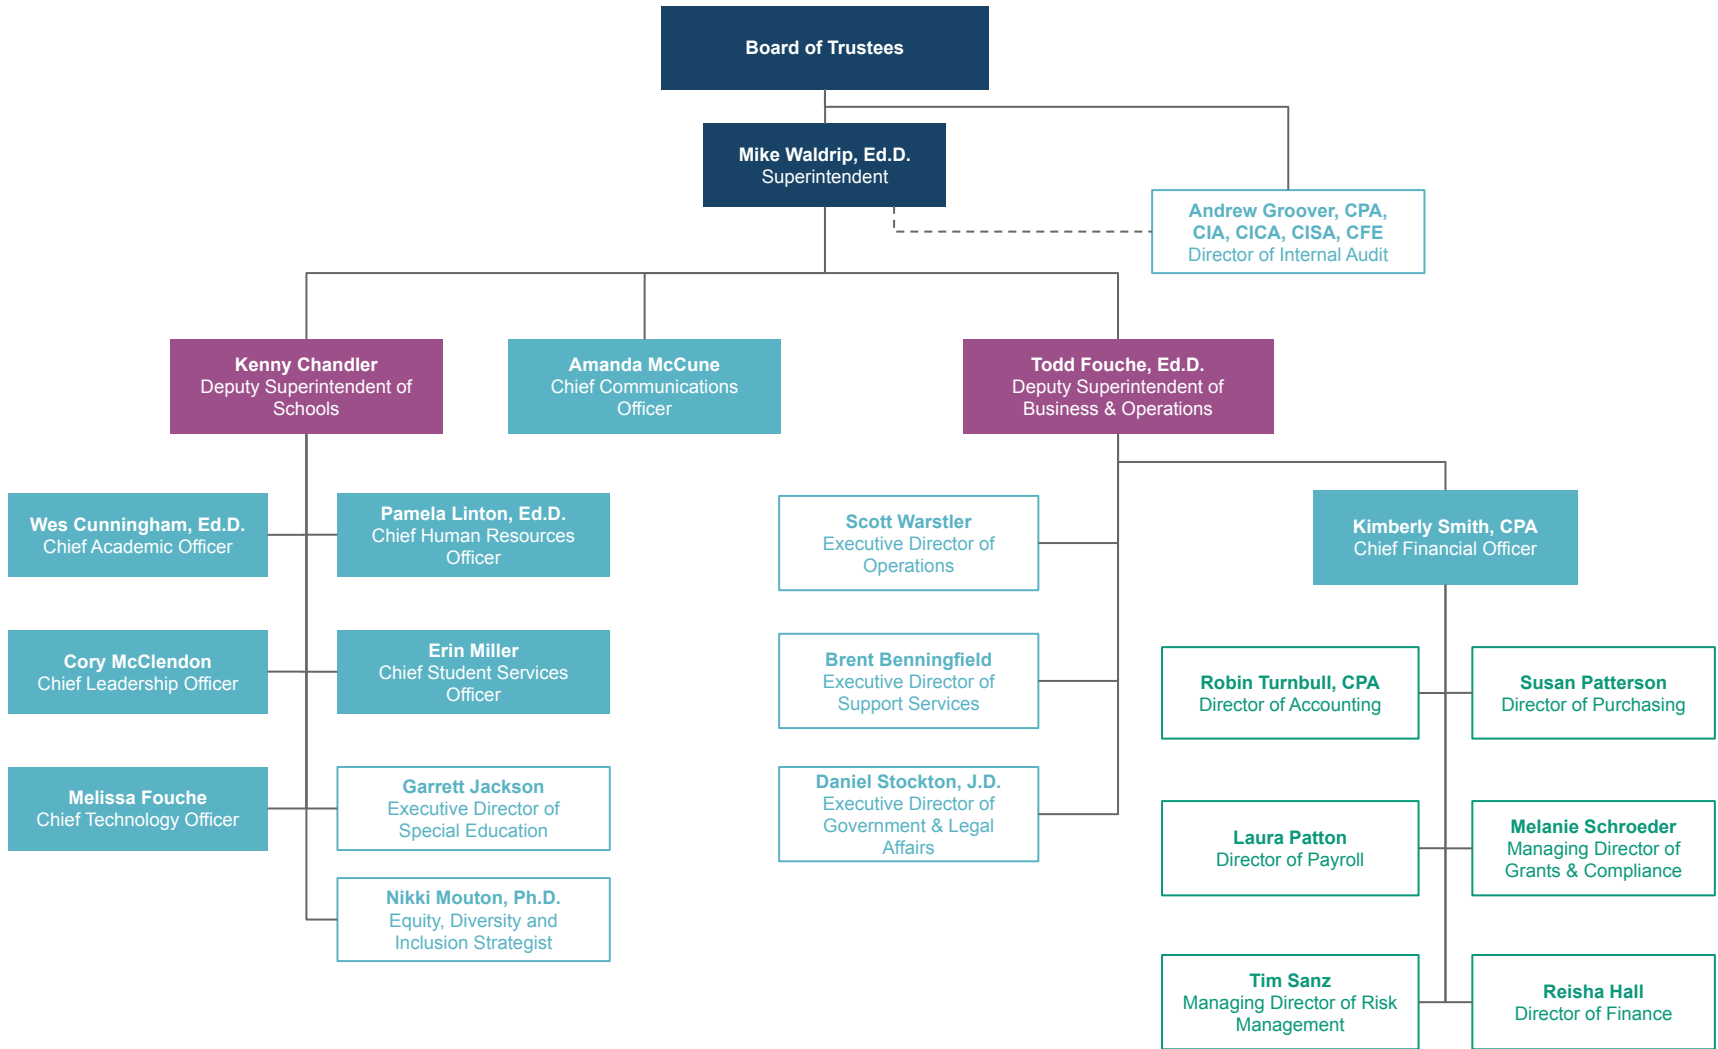 Board of Trustees
Mike Waldrip, Ed.D.
Superintendent
Andrew Groover, CPA,
CIA, CICA, CISA, CFE
Director of Internal Audit
Kenny Chandler
Deputy Superintendent of
Schools
Amanda McCune
Chief Communications
Officer
Todd Fouche, Ed.D.
Deputy Superintendent of
Business & Operations
Wes Cunningham, Ed.D.
Chief Academic Officer
Pamela Linton, Ed.D.
Chief Human Resources
Officer
Cory McClendon
Chief Leadership Officer
Erin Miller
Chief Student Services
Officer
Melissa Fouche
Chief Technology Officer
Garrett Jackson
Executive Director of
Special Education
Nikki Mouton, Ph.D.
Equity, Diversity and
Inclusion Strategist
Scott Warstler
Executive Director of
Operations
Brent Benningfield
Executive Director of
Support Services
Daniel Stockton, J.D.
Executive Director of
Government & Legal
Affairs
Kimberly Smith, CPA
Chief Financial Officer
Robin Turnbull, CPA
Director of Accounting
Susan Patterson
Director of Purchasing
Laura Patton
Director of Payroll
Melanie Schroeder
Managing Director of
Grants & Compliance
Tim Sanz
Managing Director of Risk
Management
Reisha Hall
Director of Finance